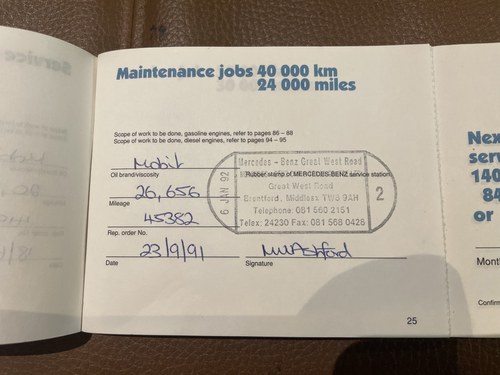 Service
Maintenance jobs 40 000 km
24 000 miles
Scope of work to be done, gasoline engines, refer to pages 86 – 88
Scope of work to be done, diesel engines, refer to pages 94 – 95
Mobil
Oil brand/viscosity
26,656
Mileage
45382
Rep. order No.
23/9/91
Date
Mercedes - Benz Great West Road
Rubber stamp of MERCEDES-BENZ service station
Great West Road
Brentford, Middlesex TW8 9AH
Telephone: 081 560 2151
Telex: 24230 Fax: 081 568 0428
6 JAN 92
2
MWAshford
Signature
25
Nex
serv
140
84
or
Mont
Confirm